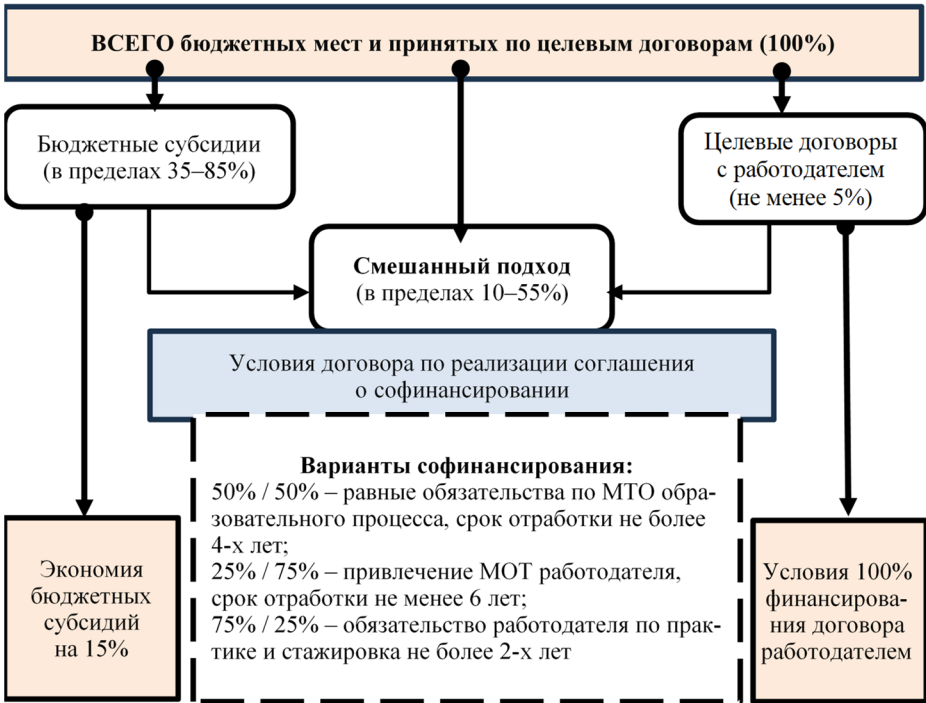 ВСЕГО бюджетных мест и принятых по целевым договорам (100%)
Бюджетные субсидии
(в пределах 35–85%)
Целевые договоры
с работодателем
(не менее 5%)
Смешанный подход
(в пределах 10–55%)
Условия договора по реализации соглашения
о софинансировании
Варианты софинансирования:
50% / 50% – равные обязательства по МТО обра-
зовательного процесса, срок отработки не более
4-х лет;
25% / 75% – привлечение МОТ работодателя,
срок отработки не менее 6 лет;
75% / 25% – обязательство работодателя по прак-
тике и стажировка не более 2-х лет
Экономия
бюджетных
субсидий
на 15%
Условия 100%
финансирова-
ния договора
работодателем